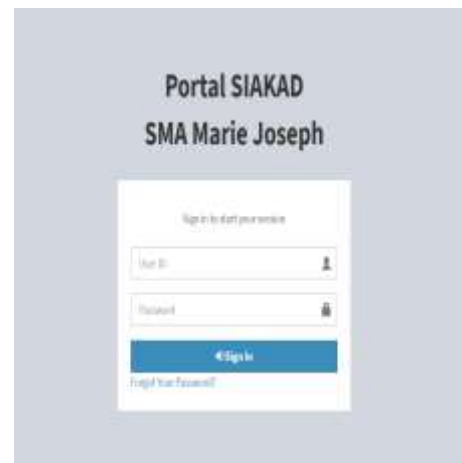 Portal SIAKAD
SMA Marie Joseph
Sign in to start your session
User ID
Password
Sign In
Forgot Your Password?